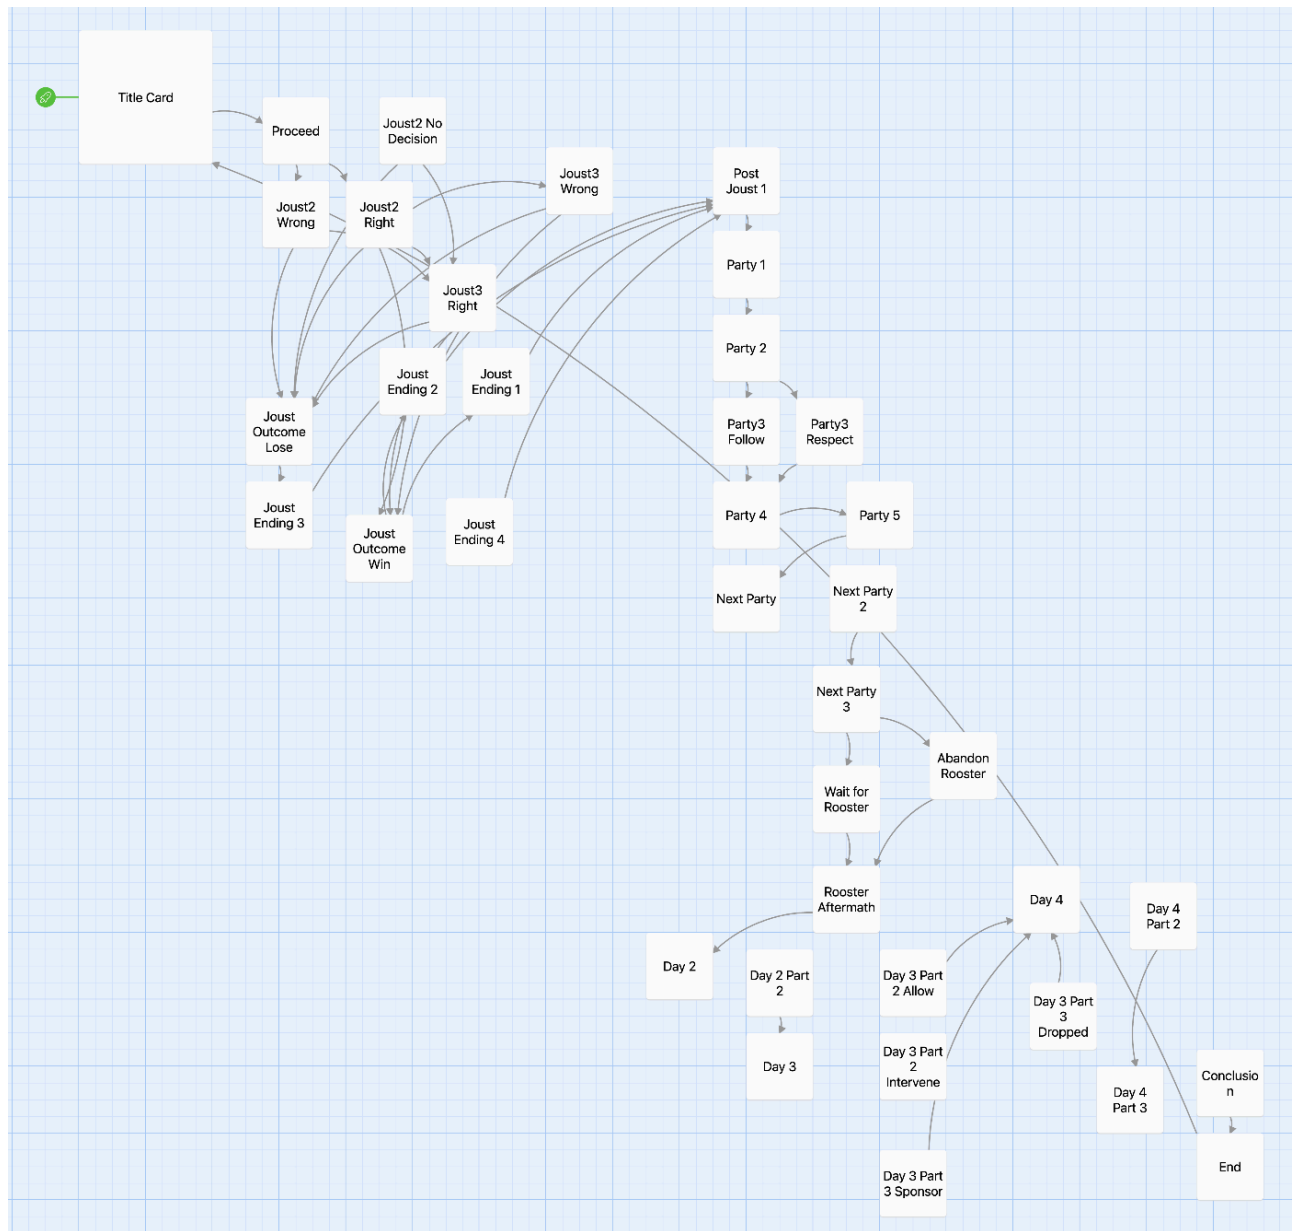 Title Card
Proceed
Joust2 No
Decision
Joust2
Wrong
Joust2
Right
Joust3
Wrong
Post
Joust 1
Party 1
Joust3
Right
Party 2
Joust
Ending 2
Joust
Ending 1
Joust
Outcome
Lose
Party3
Follow
Party3
Respect
Joust
Ending 3
Joust
Outcome
Win
Joust
Ending 4
Party 4
Party 5
Next Party
Next Party
2
Next Party
3
Abandon
Rooster
Wait for
Rooster
Rooster
Aftermath
Day 4
Day 4
Part 2
Day 2
Day 2 Part
2
Day 3 Part
2 Allow
Day 3 Part
3
Dropped
Day 3
Day 3 Part
2
Intervene
Day 4
Part 3
Conclusio
n
Day 3 Part
3 Sponsor
End